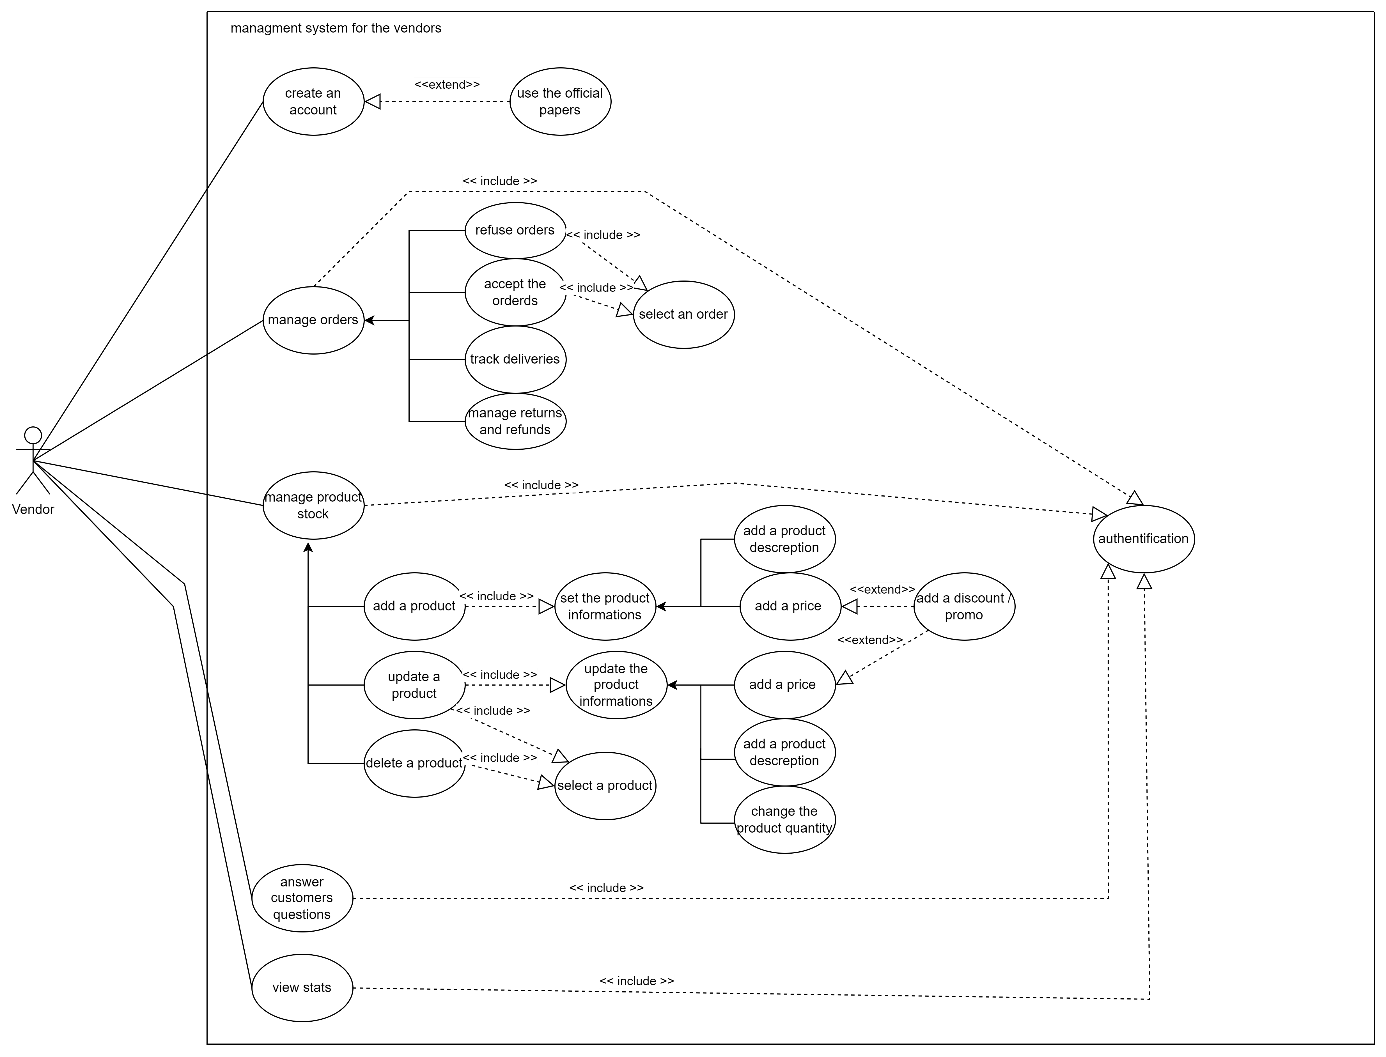 managment system for the vendors
create an
account
<<extend>>
use the official
papers
<< include >>
refuse orders
<< include >>
accept the
orderds
<< include >>
select an order
manage orders
track deliveries
manage returns
and refunds
Vendor
manage product
stock
<< include >>
authentification
add a product
descreption
add a product
<< include >>
set the product
informations
add a price
<<extend>>
add a discount /
promo
<<extend>>
update a
product
<< include >>
update the
product
informations
add a price
<< include >>
delete a product
<< include >>
select a product
add a product
descreption
change the
product quantity
answer
customers
questions
<< include >>
view stats
<< include >>